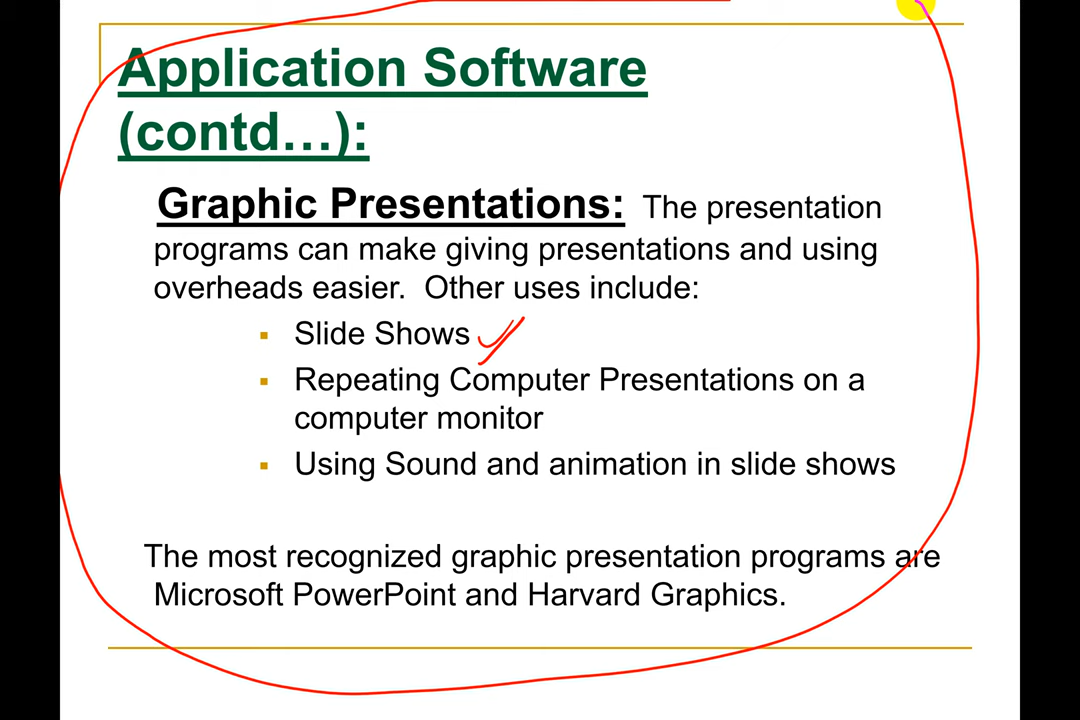 Application Software
(contd…):
Graphic Presentations: The presentation
programs can make giving presentations and using
overheads easier. Other uses include:
▪ Slide Shows
▪ Repeating Computer Presentations on a
computer monitor
▪ Using Sound and animation in slide shows
The most recognized graphic presentation programs are
Microsoft PowerPoint and Harvard Graphics.